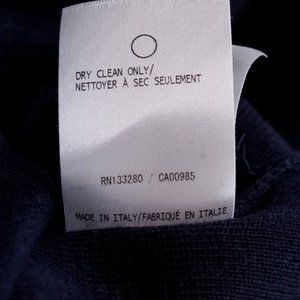 DRY CLEAN ONLY/
NETTOYER À SEC SEULEMENT
RN133280 / CA00985
MADE IN ITALY/FABRIQUÉ EN ITALIE